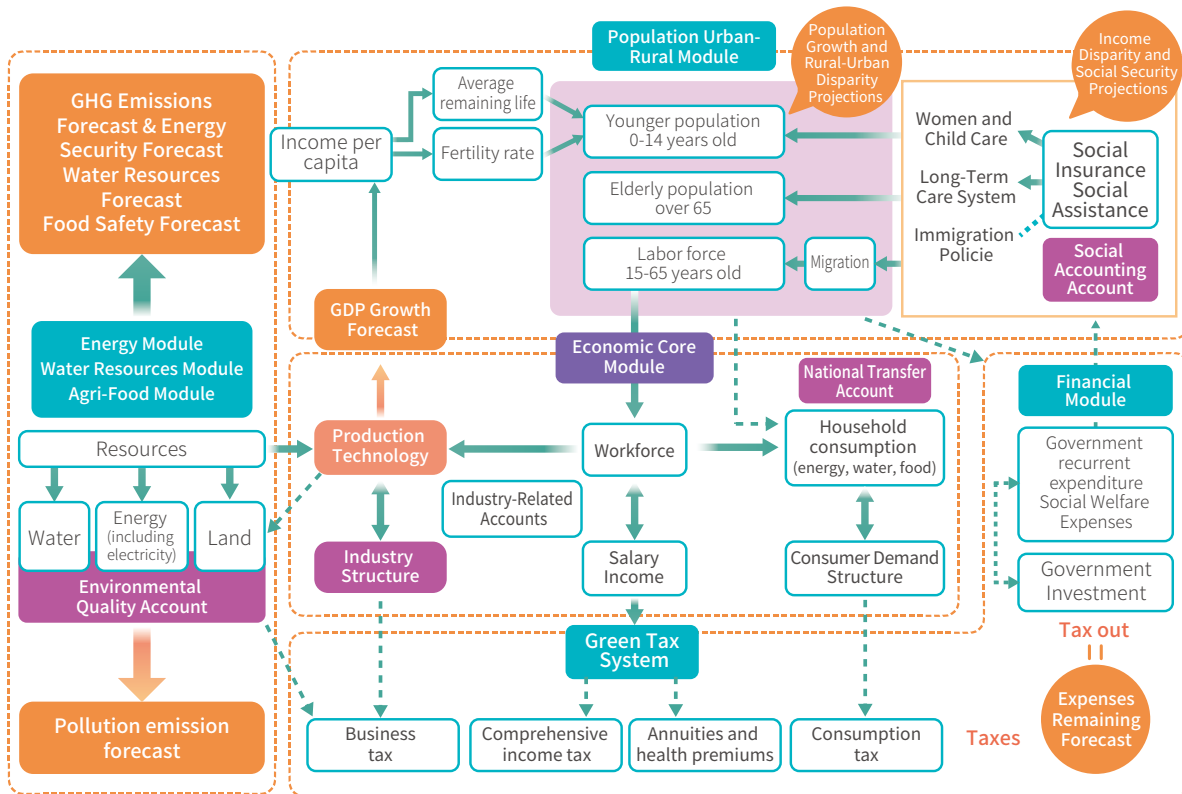 Population Urban-
Rural Module
Population
Growth and
Rural-Urban
Disparity
Projections
Income
Disparity and
Social Security
Projections
GHG Emissions
Forecast & Energy
Security Forecast
Water Resources
Forecast
Food Safety Forecast
Average
remaining life
Income per
capita
Fertility rate
Younger population
0-14 years old
Elderly population
over 65
Labor force
15-65 years old
Migration
Women and
Child Care
Long-Term
Care System
Immigration
Policie
Social
Insurance
Social
Assistance
Social
Accounting
Account
GDP Growth
Forecast
Energy Module
Water Resources Module
Agri-Food Module
Economic Core
Module
National Transfer
Account
Financial
Module
Resources
Production
Technology
Workforce
Household
consumption
(energy, water, food)
Government
recurrent
expenditure
Social Welfare
Expenses
Industry-Related
Accounts
Water
Energy
(including
electricity)
Land
Environmental
Quality Account
Industry
Structure
Salary
Income
Consumer Demand
Structure
Government
Investment
Tax out
Green Tax
System
Expenses
Remaining
Forecast
Pollution emission
forecast
Business
tax
Comprehensive
income tax
Annuities and
health premiums
Consumption
tax
Taxes